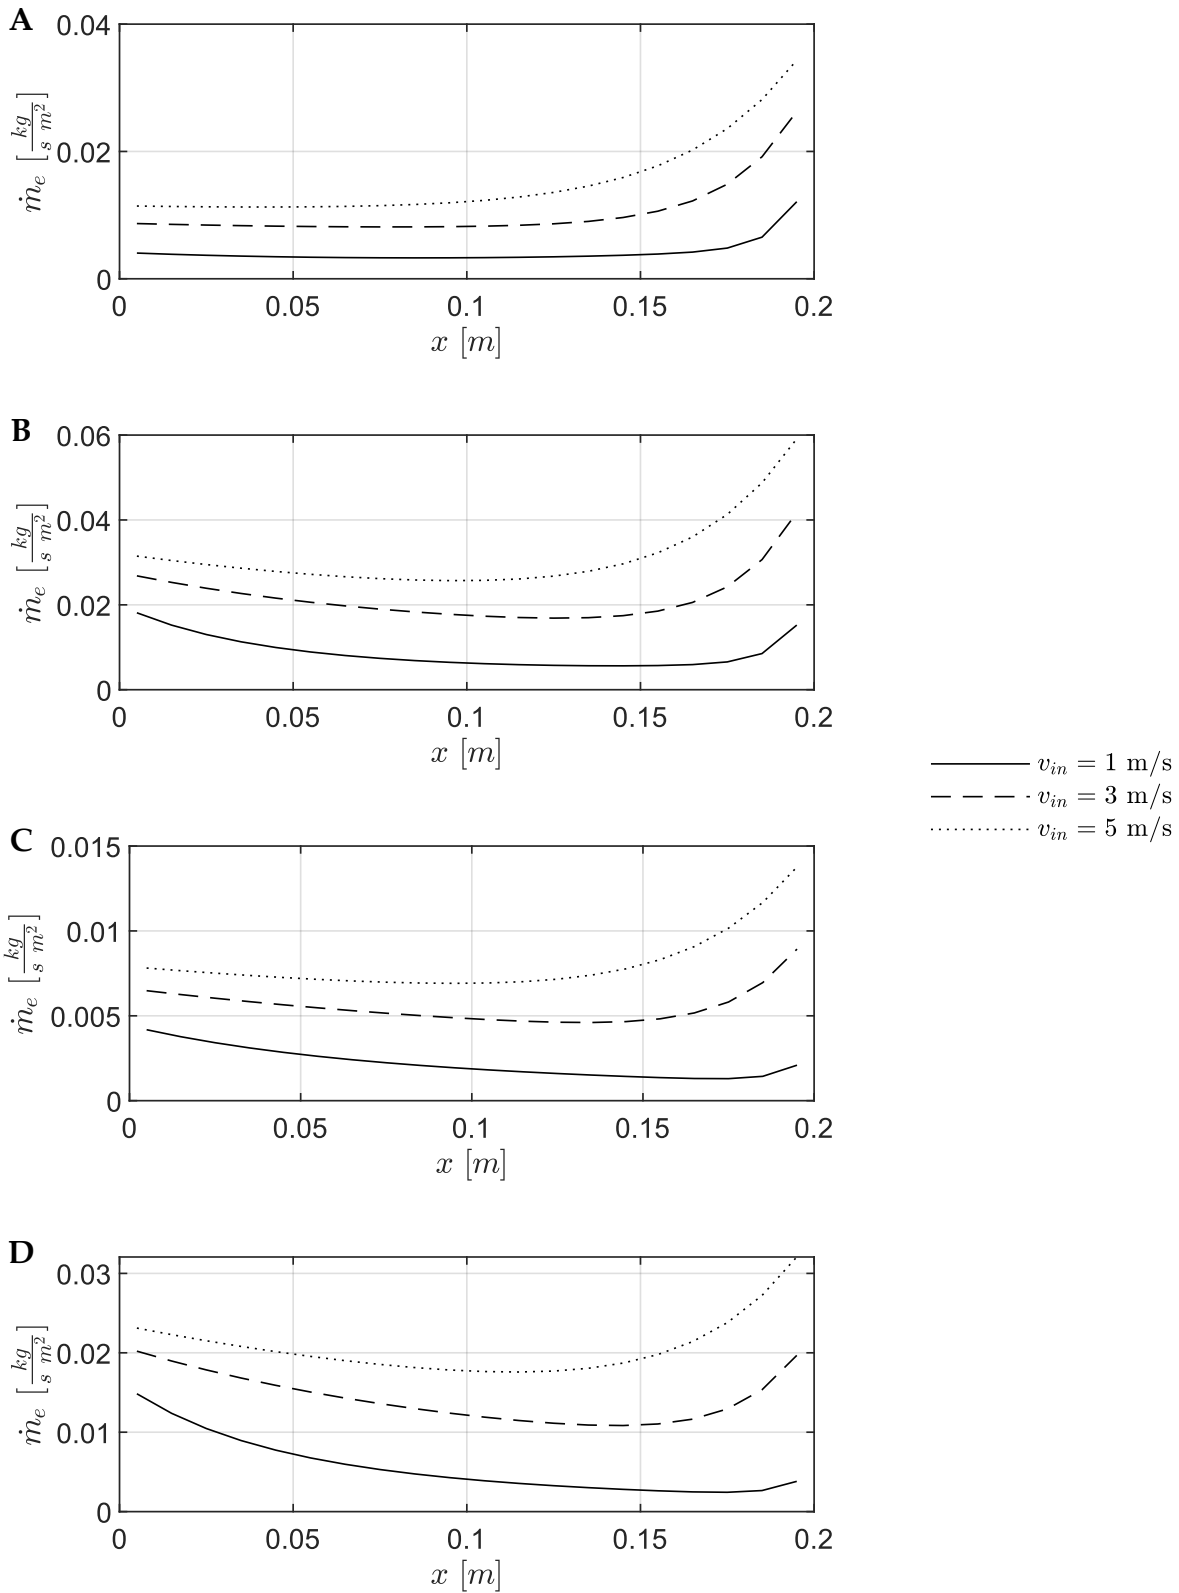 A
0.04
0.02
0
ṁₑ [kg/(s m²)]
0 0.05 0.1 0.15 0.2
x [m]
B
0.06
0.04
0.02
0
ṁₑ [kg/(s m²)]
0 0.05 0.1 0.15 0.2
x [m]
v_in = 1 m/s
v_in = 3 m/s
v_in = 5 m/s
C
0.015
0.01
0.005
0
ṁₑ [kg/(s m²)]
0 0.05 0.1 0.15 0.2
x [m]
D
0.03
0.02
0.01
0
ṁₑ [kg/(s m²)]
0 0.05 0.1 0.15 0.2
x [m]